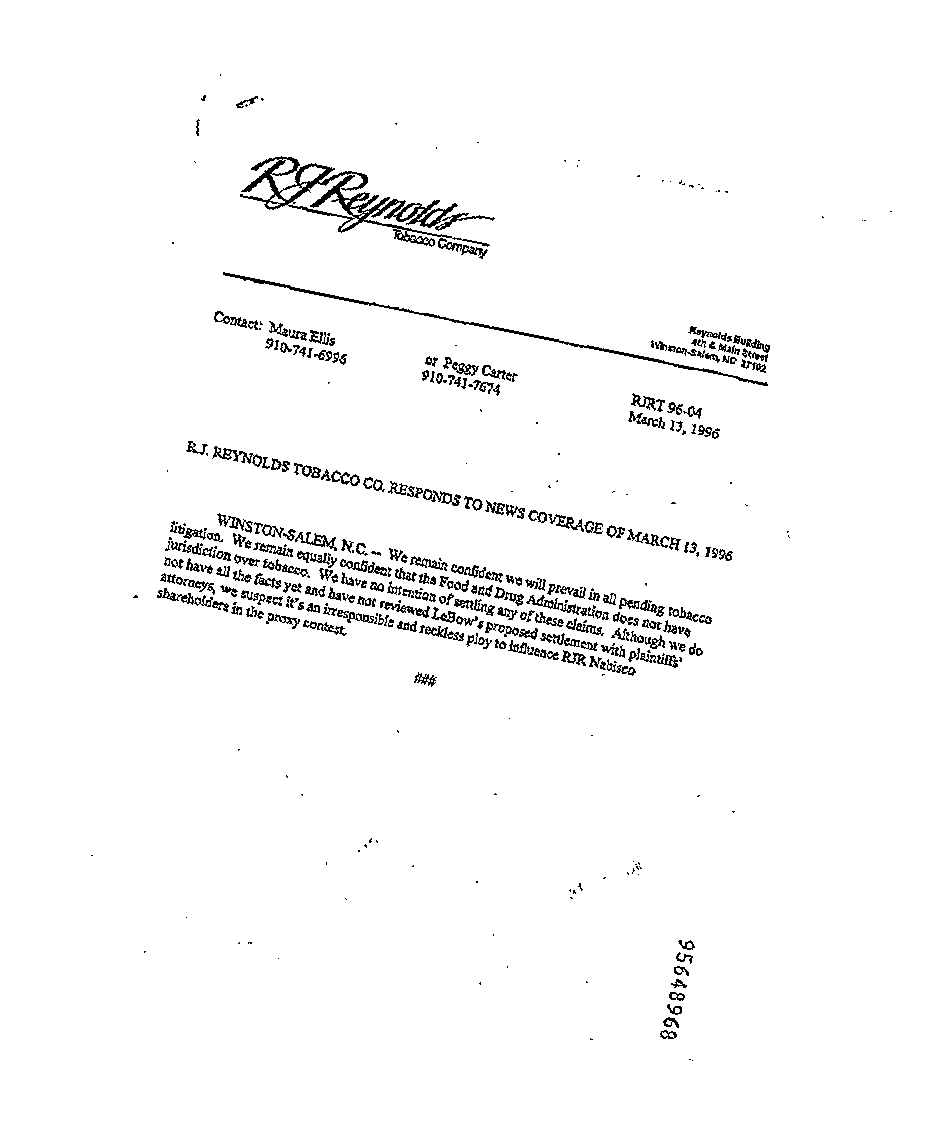 RJReynolds
Tobacco Company
Reynolds Building
4th & Main Street
Winston-Salem, NC 27102
Contact: Maura Ellis
910-741-6996
or Peggy Carter
910-741-7674
RJRT 96-04
March 13, 1996
R.J. REYNOLDS TOBACCO CO. RESPONDS TO NEWS COVERAGE OF MARCH 13, 1996
WINSTON-SALEM, N.C. -- We remain confident we will prevail in all pending tobacco
litigation. We remain equally confident that the Food and Drug Administration does not have
jurisdiction over tobacco. We have no intention of settling any of these claims. Although we do
not have all the facts yet and have not reviewed LeBow's proposed settlement with plaintiffs'
attorneys, we suspect it's an irresponsible and reckless ploy to influence RJR Nabisco
shareholders in the proxy contest.
###
95648968